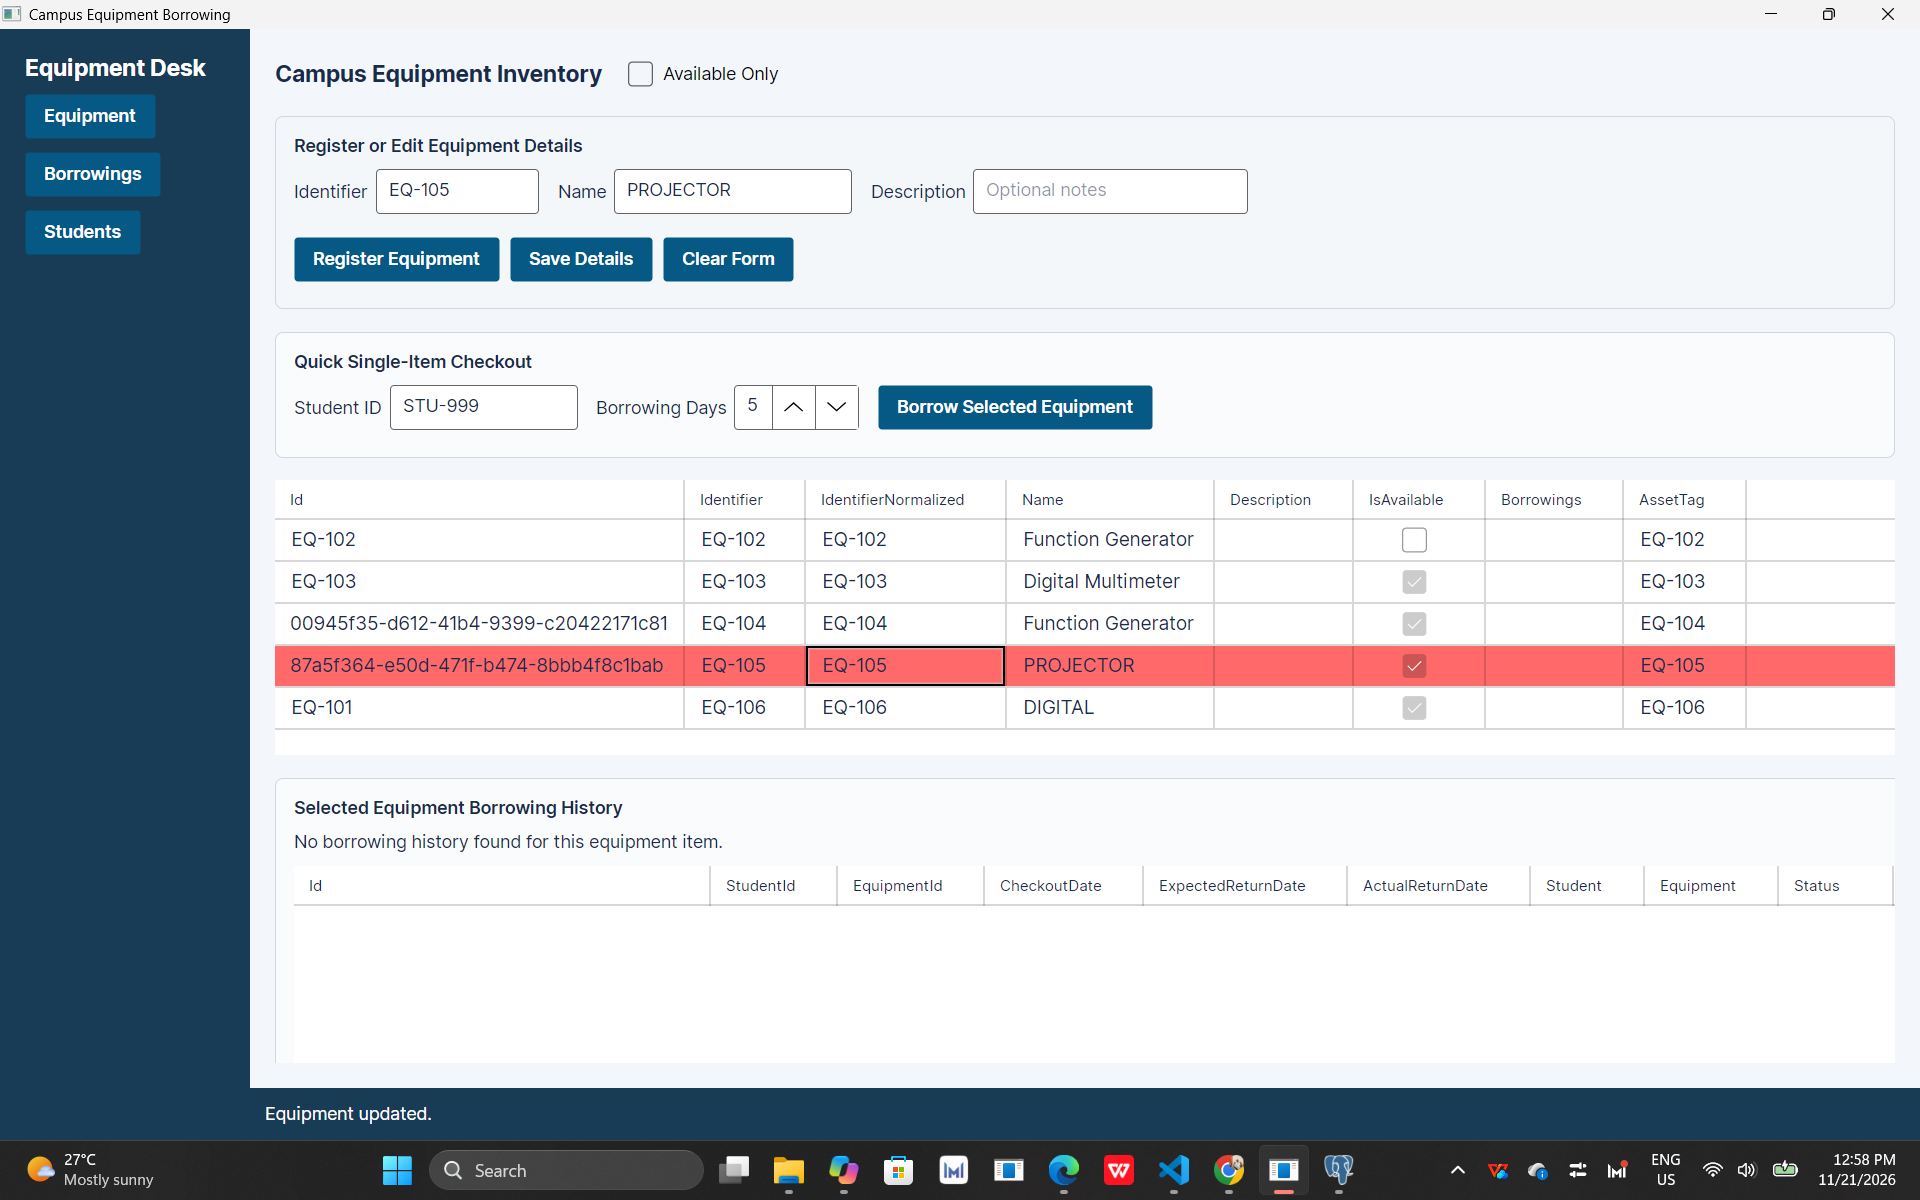 Campus Equipment Borrowing
Equipment Desk
Equipment
Borrowings
Students
Campus Equipment Inventory Available Only
Register or Edit Equipment Details
Identifier EQ-105 Name PROJECTOR Description Optional notes
Register Equipment Save Details Clear Form
Quick Single-Item Checkout
Student ID STU-999 Borrowing Days 5 Borrow Selected Equipment
Id Identifier IdentifierNormalized Name Description IsAvailable Borrowings AssetTag
EQ-102 EQ-102 EQ-102 Function Generator EQ-102
EQ-103 EQ-103 EQ-103 Digital Multimeter EQ-103
00945f35-d612-41b4-9399-c20422171c81 EQ-104 EQ-104 Function Generator EQ-104
87a5f364-e50d-471f-b474-8bbb4f8c1bab EQ-105 EQ-105 PROJECTOR EQ-105
EQ-101 EQ-106 EQ-106 DIGITAL EQ-106
Selected Equipment Borrowing History
No borrowing history found for this equipment item.
Id StudentId EquipmentId CheckoutDate ExpectedReturnDate ActualReturnDate Student Equipment Status
Equipment updated.
27°C
Mostly sunny
Search
ENG
US
12:58 PM
11/21/2026